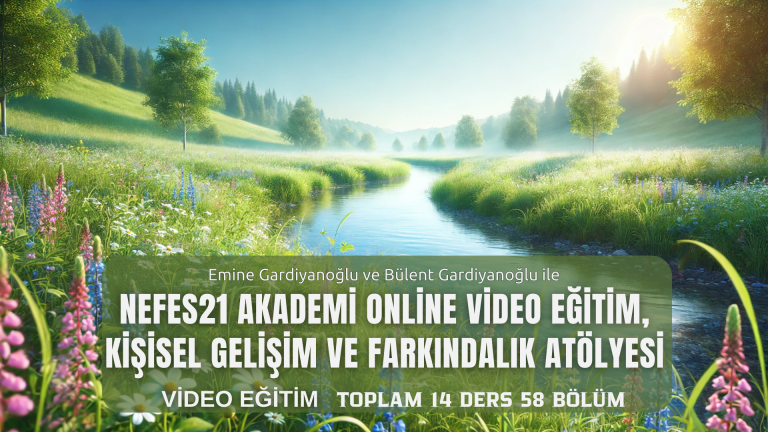 Emine Gardiyanoğlu ve Bülent Gardiyanoğlu ile
NEFES21 AKADEMİ ONLİNE VİDEO EĞİTİM,
KİŞİSEL GELİŞİM VE FARKINDALIK ATÖLYESİ
VİDEO EĞİTİM TOPLAM 14 DERS 58 BÖLÜM